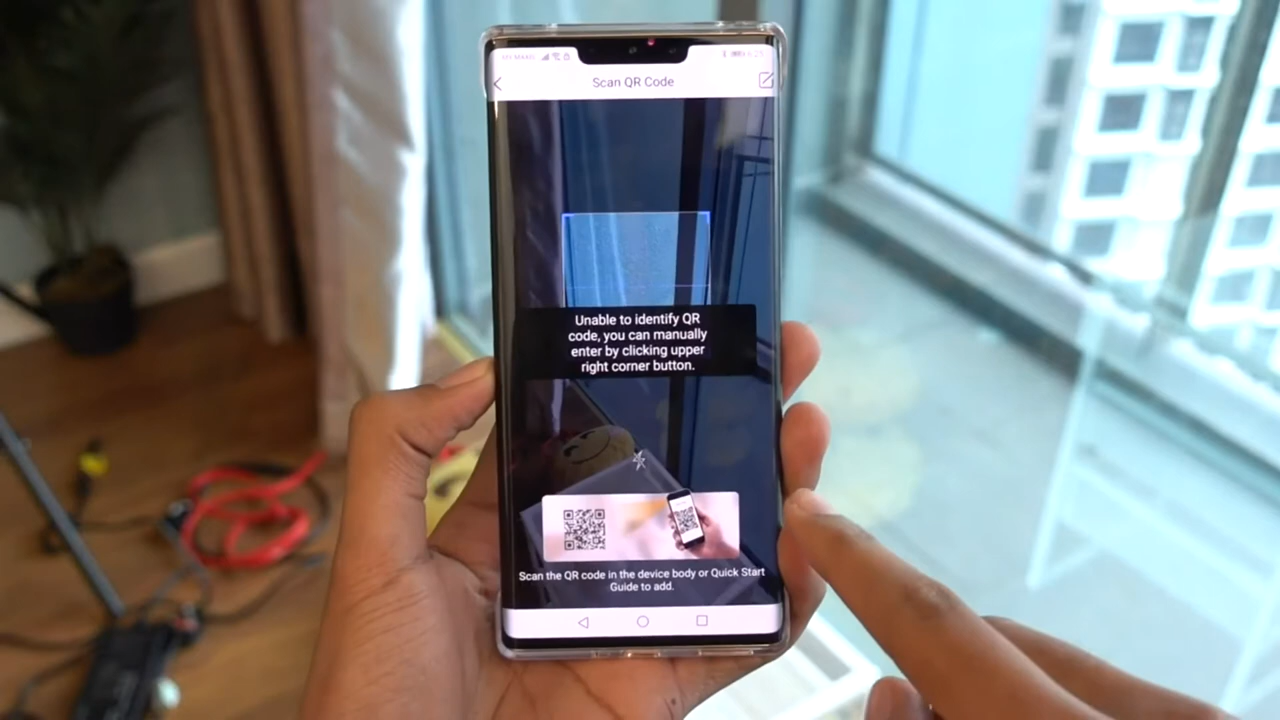 Scan QR Code
Unable to identify QR
code, you can manually
enter by clicking upper
right corner button.
Scan the QR code in the device body or Quick Start
Guide to add.